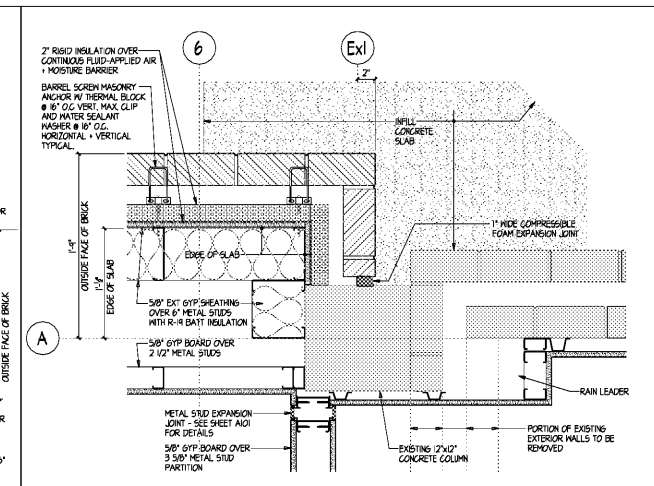 2" RIGID INSULATION OVER
CONTINUOUS FLUID-APPLIED AIR
+ MOISTURE BARRIER
BARREL SCREW MASONRY
ANCHOR W/ THERMAL BLOCK
@ 16" O.C VERT, MAX. CLIP
AND WATER SEALANT
WASHER @ 16" O.C.
HORIZONTAL + VERTICAL
TYPICAL.
6
Ex1
2"
INFILL
CONCRETE
SLAB
1" WIDE COMPRESSIBLE
FOAM EXPANSION JOINT
R
OUTSIDE FACE OF BRICK
1'-9"
OUTSIDE FACE OF BRICK
EDGE OF SLAB
EDGE OF SLAB
5/8" EXT GYP SHEATHING
OVER 6" METAL STUDS
WITH R-19 BATT INSULATION
A
5/8" GYP BOARD OVER
2 1/2" METAL STUDS
RAIN LEADER
METAL STUD EXPANSION
JOINT - SEE SHEET A101
FOR DETAILS
5/8" GYP BOARD OVER
3 5/8" METAL STUD
PARTITION
EXISTING 12"x12"
CONCRETE COLUMN
PORTION OF EXISTING
EXTERIOR WALLS TO BE
REMOVED
R